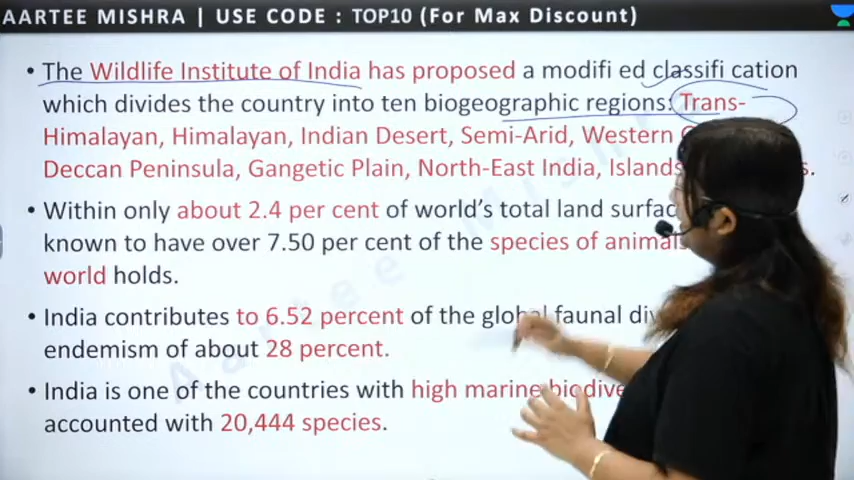 AARTEE MISHRA | USE CODE : TOP10 (For Max Discount)
• The Wildlife Institute of India has proposed a modifi ed classifi cation
which divides the country into ten biogeographic regions: Trans-
Himalayan, Himalayan, Indian Desert, Semi-Arid, Western
Deccan Peninsula, Gangetic Plain, North-East India, Islands
• Within only about 2.4 per cent of world's total land
known to have over 7.50 per cent of the species of animals
world holds.
• India contributes to 6.52 percent of the global faunal
endemism of about 28 percent.
• India is one of the countries with high marine
accounted with 20,444 species.
Aartee Mishra